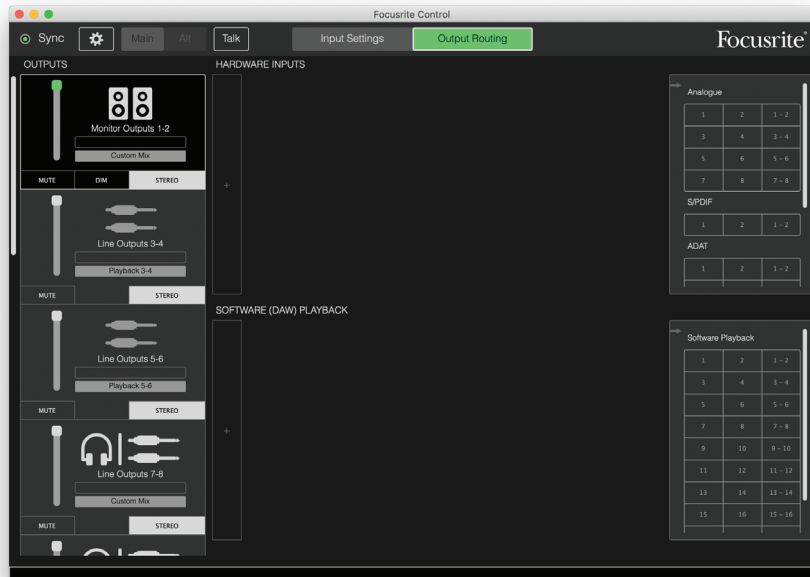 Focusrite Control
Sync Main Alt Talk Input Settings Output Routing Focusrite®
OUTPUTS
Monitor Outputs 1-2
Custom Mix
MUTE DIM STEREO
Line Outputs 3-4
Playback 3-4
MUTE STEREO
Line Outputs 5-6
Playback 5-6
MUTE STEREO
Line Outputs 7-8
Custom Mix
MUTE STEREO
HARDWARE INPUTS
+
Analogue
1 2 1 - 2
3 4 3 - 4
5 6 5 - 6
7 8 7 - 8
S/PDIF
1 2 1 - 2
ADAT
1 2 1 - 2
SOFTWARE (DAW) PLAYBACK
+
Software Playback
1 2 1 - 2
3 4 3 - 4
5 6 5 - 6
7 8 7 - 8
9 10 9 - 10
11 12 11 - 12
13 14 13 - 14
15 16 15 - 16